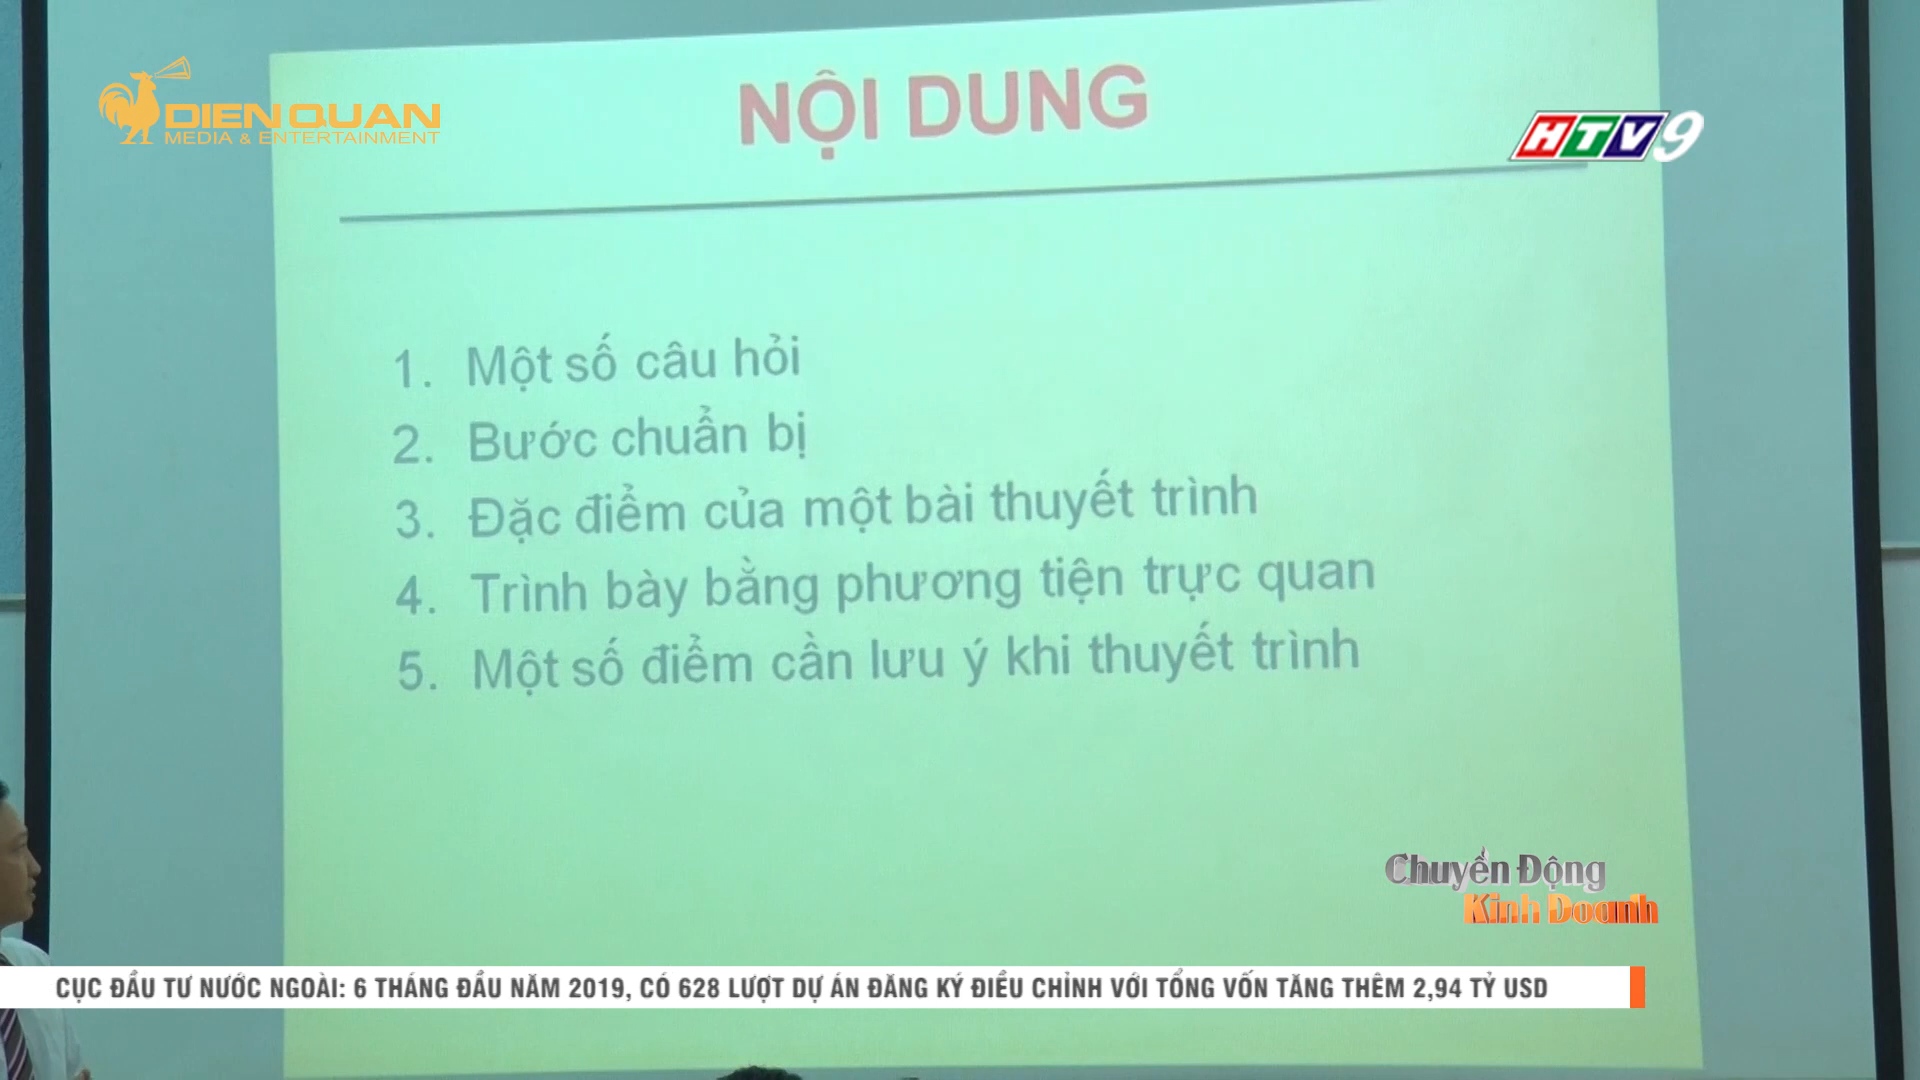 DIEN QUAN
MEDIA & ENTERTAINMENT
NỘI DUNG
HTV9
1. Một số câu hỏi
2. Bước chuẩn bị
3. Đặc điểm của một bài thuyết trình
4. Trình bày bằng phương tiện trực quan
5. Một số điểm cần lưu ý khi thuyết trình
Chuyển Động
Kinh Doanh
CỤC ĐẦU TƯ NƯỚC NGOÀI: 6 THÁNG ĐẦU NĂM 2019, CÓ 628 LƯỢT DỰ ÁN ĐĂNG KÝ ĐIỀU CHỈNH VỚI TỔNG VỐN TĂNG THÊM 2,94 TỶ USD